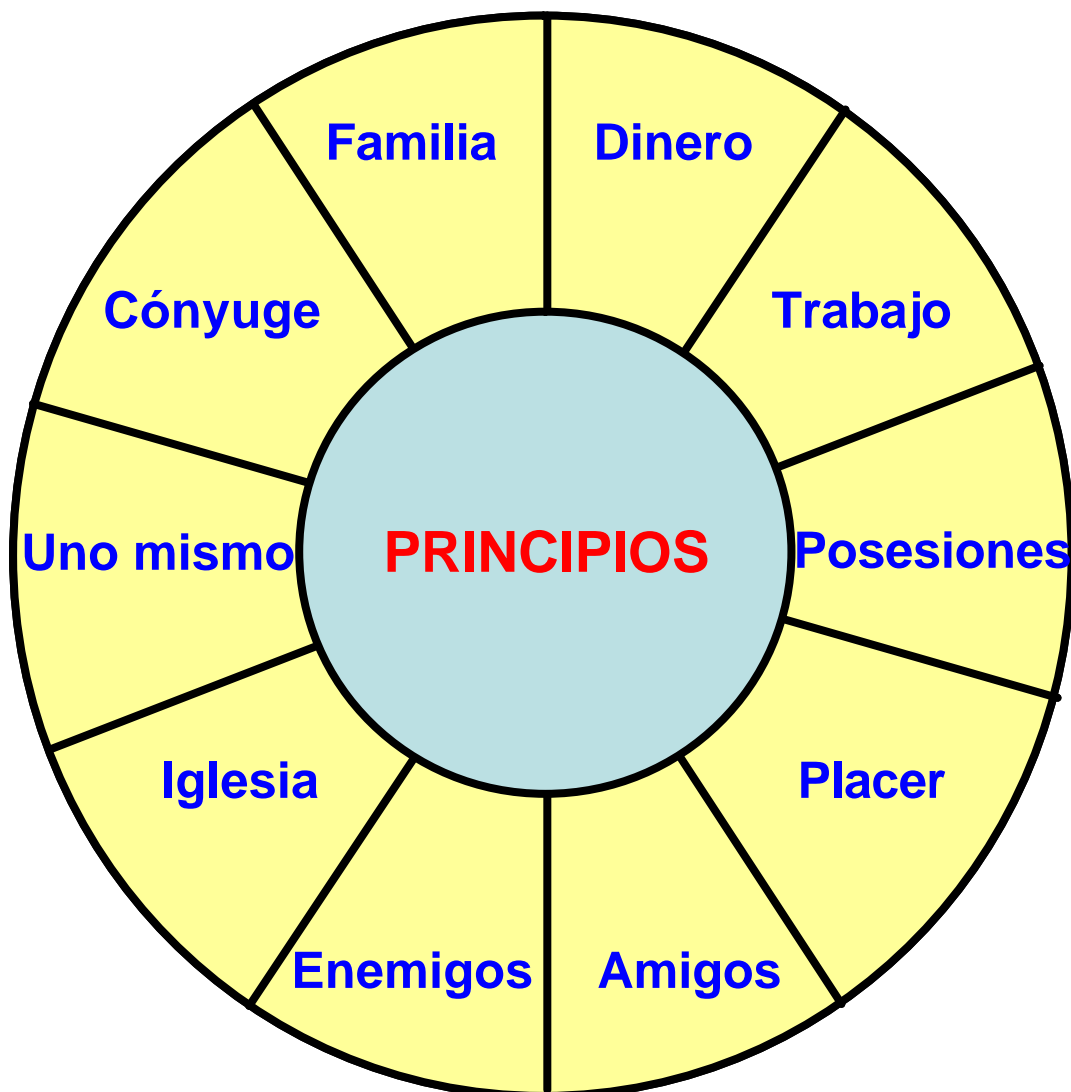 Familia
Dinero
Cónyuge
Trabajo
Uno mismo
PRINCIPIOS
Posesiones
Iglesia
Placer
Enemigos
Amigos